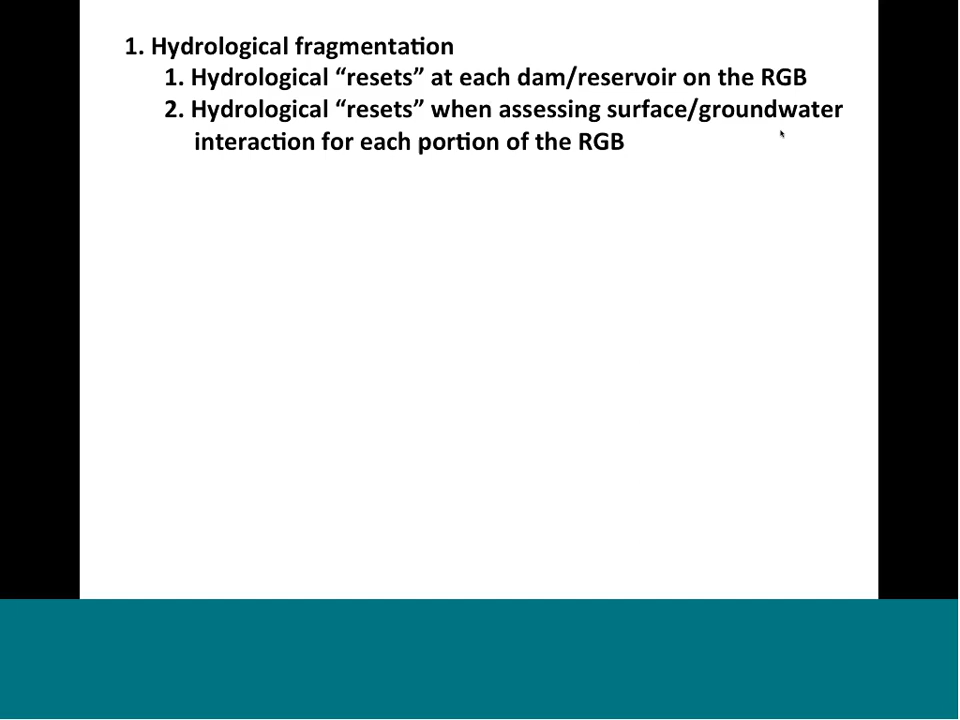 1. Hydrological fragmentation
1. Hydrological “resets” at each dam/reservoir on the RGB
2. Hydrological “resets” when assessing surface/groundwater
interaction for each portion of the RGB